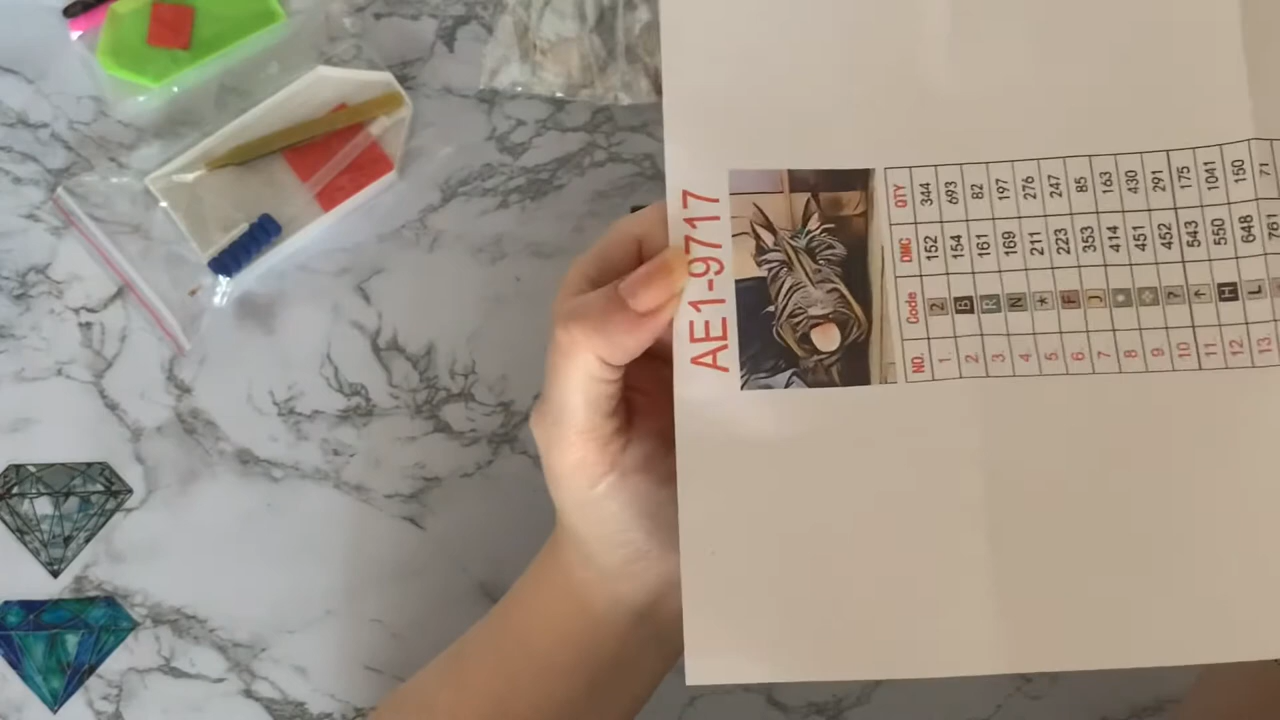 AE1-9717
NO. Code DMC QTY
1. 2 152 344
2. B 154 693
3. R 161 82
4. N 169 197
5. * 211 276
6. F 223 247
7 J 353 85
8 414 163
9. 451 430
10 ? 452 291
11. ↑ 543 175
12. H 550 1041
13. L 648 150
761 71